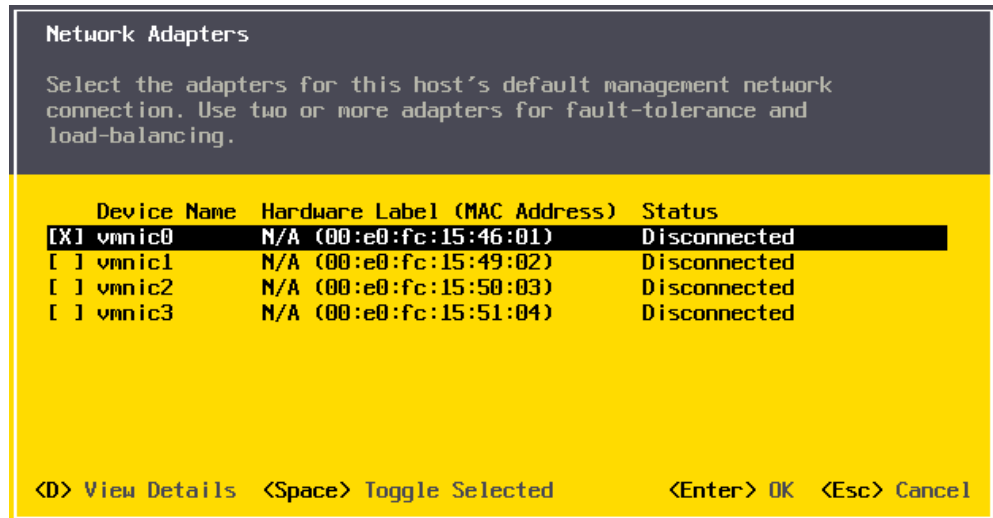 Network Adapters
Select the adapters for this host's default management network
connection. Use two or more adapters for fault-tolerance and
load-balancing.
Device Name Hardware Label (MAC Address) Status
[X] vmnic0 N/A (00:e0:fc:15:46:01) Disconnected
[ ] vmnic1 N/A (00:e0:fc:15:49:02) Disconnected
[ ] vmnic2 N/A (00:e0:fc:15:50:03) Disconnected
[ ] vmnic3 N/A (00:e0:fc:15:51:04) Disconnected
<D> View Details <Space> Toggle Selected <Enter> OK <Esc> Cancel